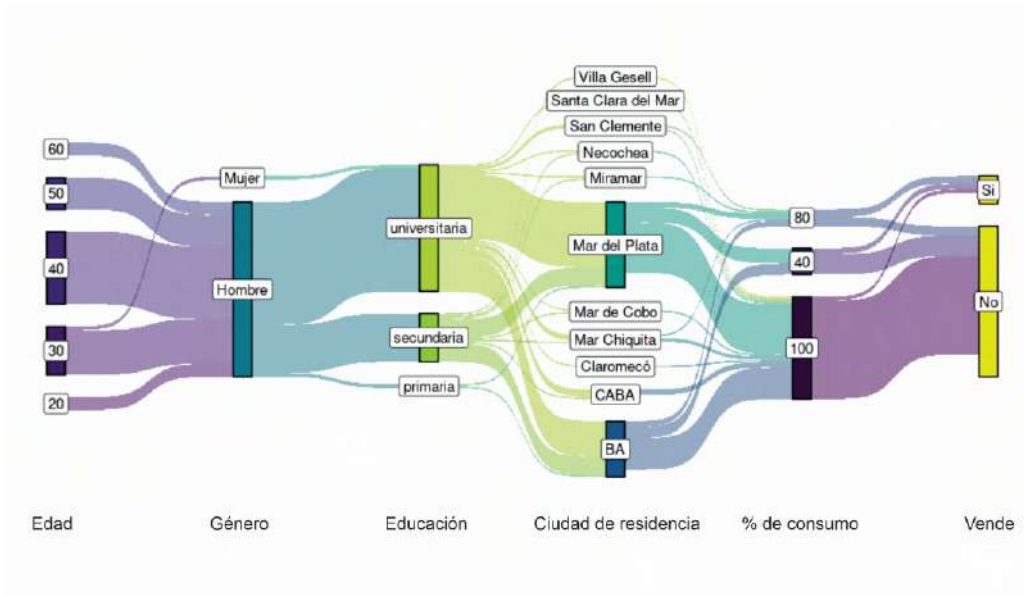 60
50
40
30
20
Mujer
Hombre
universitaria
secundaria
primaria
Villa Gesell
Santa Clara del Mar
San Clemente
Necochea
Miramar
Mar del Plata
Mar de Cobo
Mar Chiquita
Claromecó
CABA
BA
80
40
100
Si
No
Edad
Género
Educación
Ciudad de residencia
% de consumo
Vende